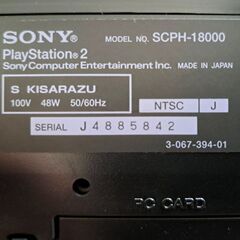 SONY
MODEL NO. SCPH-18000
PlayStation 2
Sony Computer Entertainment Inc. MADE IN JAPAN
S KISARAZU
100V 48W 50/60Hz
NTSC J
SERIAL J4885842
3-067-394-01
PC CARD